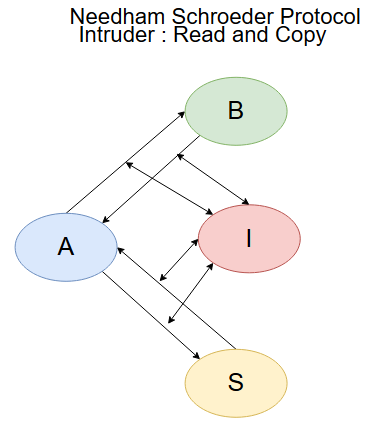 Needham Schroeder Protocol
Intruder : Read and Copy
B
A
I
S